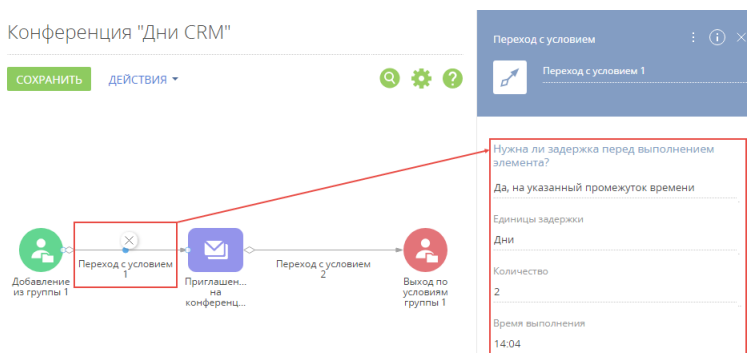 Конференция "Дни CRM"
СОХРАНИТЬ
ДЕЙСТВИЯ
Добавление
из группы 1
Переход с условием
1
Приглашен...
на
конференц...
Переход с условием
2
Выход по
условиям
группы 1
Переход с условием
Переход с условием 1
Нужна ли задержка перед выполнением
элемента?
Да, на указанный промежуток времени
Единицы задержки
Дни
Количество
2
Время выполнения
14:04